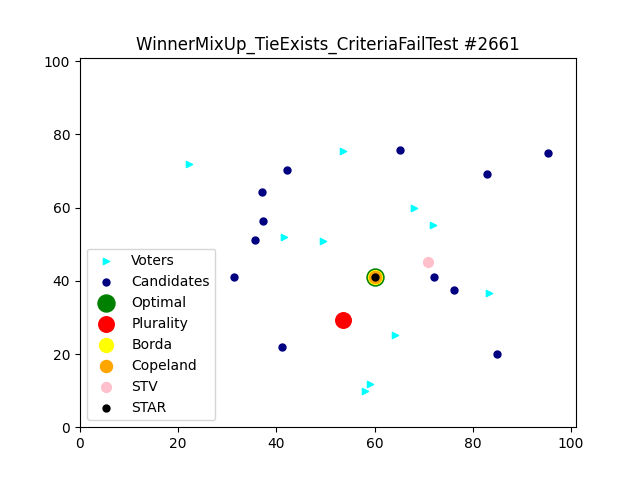 WinnerMixUp_TieExists_CriteriaFailTest #2661
100
80
60
40
20
0
Voters
Candidates
Optimal
Plurality
Borda
Copeland
STV
STAR
0 20 40 60 80 100